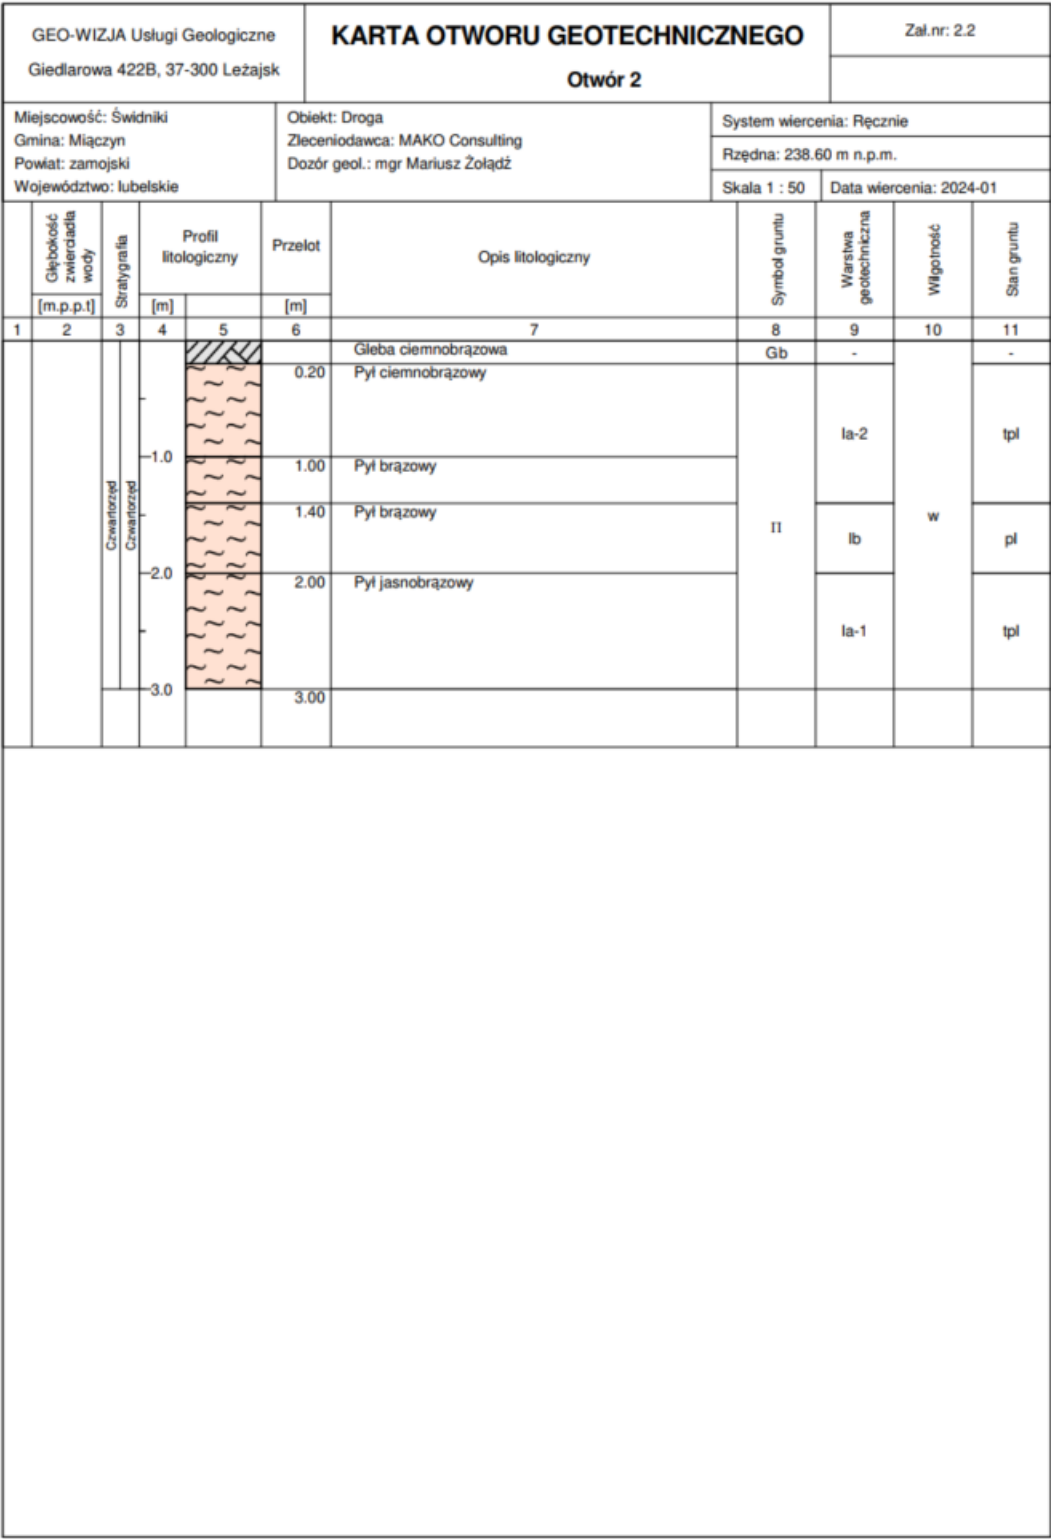 GEO-WIZJA Usługi Geologiczne
Giedlarowa 422B, 37-300 Leżajsk
KARTA OTWORU GEOTECHNICZNEGO
Otwór 2
Zał.nr: 2.2
Miejscowość: Świdniki
Gmina: Miączyn
Powiat: zamojski
Województwo: lubelskie
Obiekt: Droga
Zleceniodawca: MAKO Consulting
Dozór geol.: mgr Mariusz Żołądź
System wiercenia: Ręcznie
Rzędna: 238.60 m n.p.m.
Skala 1 : 50
Data wiercenia: 2024-01
Głębokość
zwierciadła
wody
[m.p.p.t]
Stratygrafia
Profil
litologiczny
[m]
Przelot
[m]
Opis litologiczny
Symbol gruntu
Warstwa
geotechniczna
Wilgotność
Stan gruntu
1 2 3 4 5 6 7 8 9 10 11
Gleba ciemnobrązowa Gb - -
0.20 Pył ciemnobrązowy
Ia-2 tpl
1.0 1.00 Pył brązowy
Czwartorzęd
Czwartorzęd
1.40 Pył brązowy
w
Π
Ib pl
2.0 2.00 Pył jasnobrązowy
Ia-1 tpl
3.0 3.00